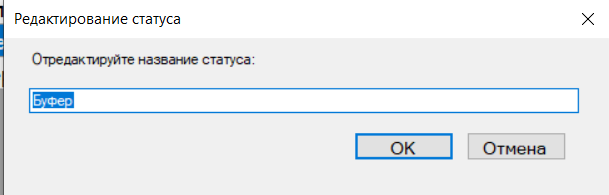 Редактирование статуса
Отредактируйте название статуса:
Буфер
OK
Отмена